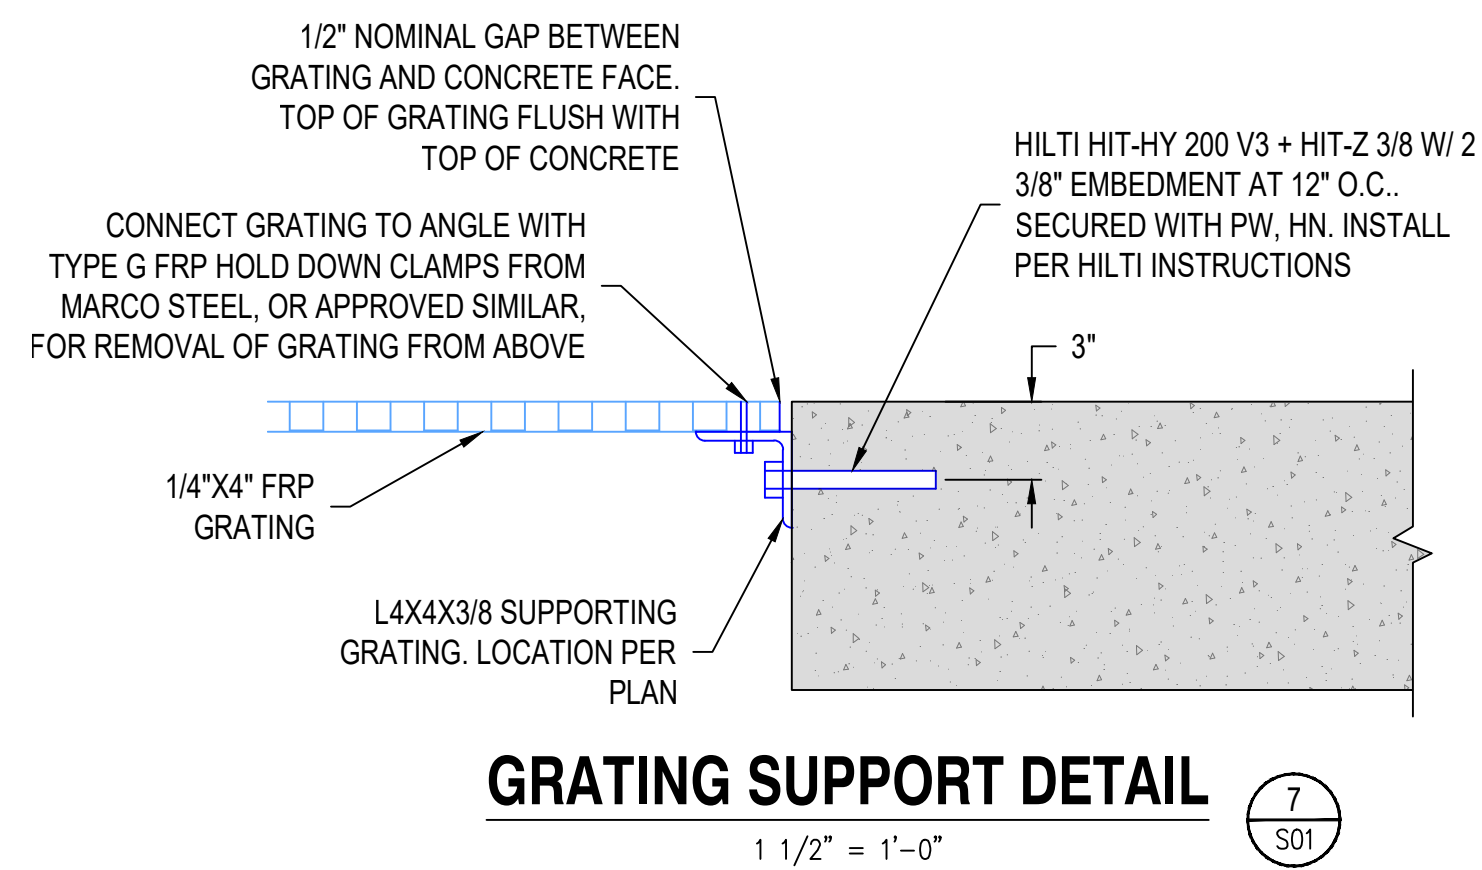 1/2" NOMINAL GAP BETWEEN
GRATING AND CONCRETE FACE.
TOP OF GRATING FLUSH WITH
TOP OF CONCRETE
HILTI HIT-HY 200 V3 + HIT-Z 3/8 W/ 2
3/8" EMBEDMENT AT 12" O.C..
SECURED WITH PW, HN. INSTALL
PER HILTI INSTRUCTIONS
CONNECT GRATING TO ANGLE WITH
TYPE G FRP HOLD DOWN CLAMPS FROM
MARCO STEEL, OR APPROVED SIMILAR,
FOR REMOVAL OF GRATING FROM ABOVE
3"
1/4"X4" FRP
GRATING
L4X4X3/8 SUPPORTING
GRATING. LOCATION PER
PLAN
GRATING SUPPORT DETAIL
1 1/2" = 1'-0"
7
S01